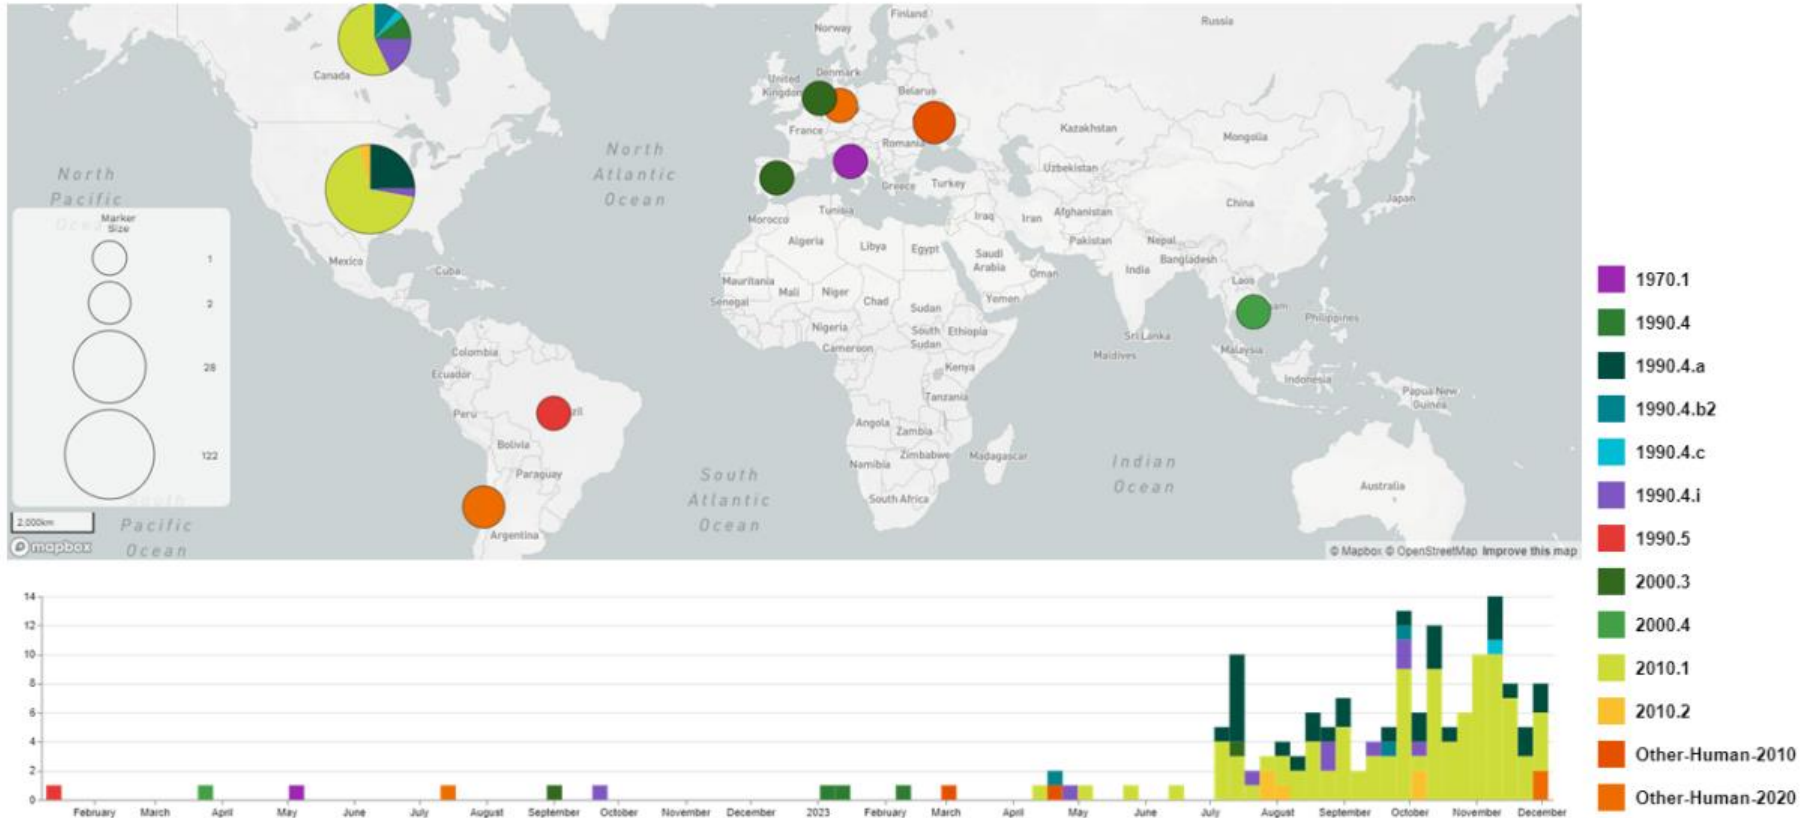 Finland
Russia
Norway
Canada
United
Kingdom
Denmark
Belarus
France
Romania
Kazakhstan
Mongolia
North
Pacific
North
Atlantic
Ocean
Uzbekistan
Greece
Turkey
China
Japan
Marker
Size
1
2
28
122
Morocco
Tunisia
Iraq
Iran
Afghanistan
Algeria
Libya
Egypt
Pakistan
Nepal
Saudi
Arabia
Bangladesh
Mexico
Cuba
Oman
India
Laos
Mauritania
Mali
Niger
Chad
Senegal
Sudan
Yemen
Philippines
Nigeria
South
Sudan
Ethiopia
Sri Lanka
Cameroon
Maldives
Malaysia
Colombia
Ecuador
Kenya
Indonesia
Tanzania
Papua New
Guinea
Peru
Angola
Zambia
Bolivia
Zimbabwe
Madagascar
Namibia
Paraguay
South
Atlantic
Ocean
Indian
Ocean
Australia
South Africa
2,000km
South
Pacific
Ocean
Argentina
mapbox
© Mapbox © OpenStreetMap Improve this map
1970.1
1990.4
1990.4.a
1990.4.b2
1990.4.c
1990.4.i
1990.5
2000.3
2000.4
2010.1
2010.2
Other-Human-2010
Other-Human-2020
14
12
10
8
6
4
2
0
February March April May June July August September October November December 2023 February March April May June July August September October November December